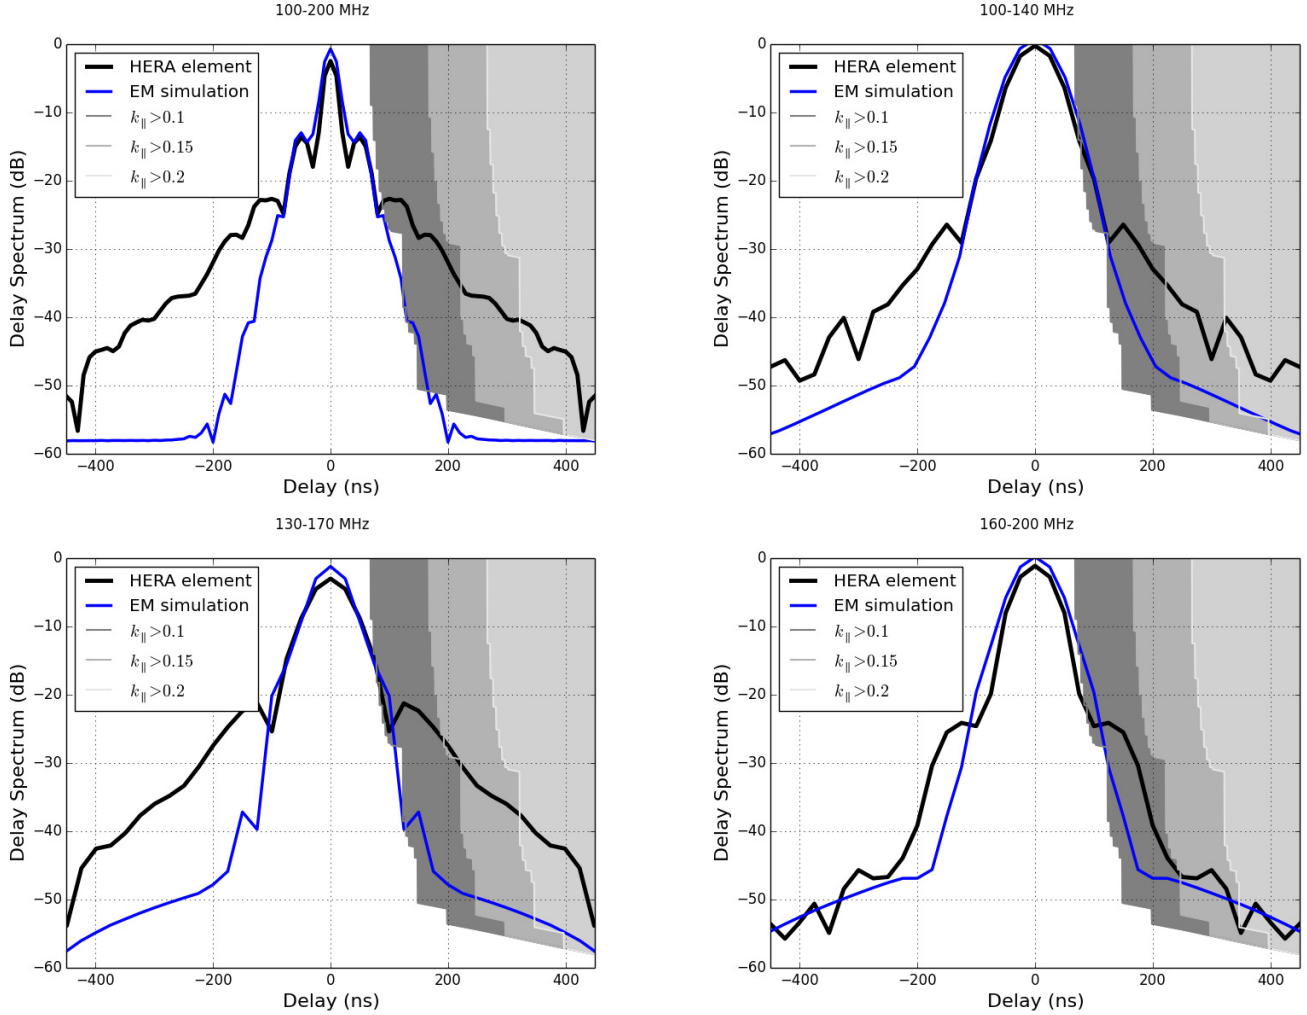 100-200 MHz
0
−10
−20
−30
−40
−50
−60
−400
−200
0
200
400
Delay Spectrum (dB)
Delay (ns)
HERA element
EM simulation
k∥>0.1
k∥>0.15
k∥>0.2
100-140 MHz
0
−10
−20
−30
−40
−50
−60
−400
−200
0
200
400
Delay Spectrum (dB)
Delay (ns)
HERA element
EM simulation
k∥>0.1
k∥>0.15
k∥>0.2
130-170 MHz
0
−10
−20
−30
−40
−50
−60
−400
−200
0
200
400
Delay Spectrum (dB)
Delay (ns)
HERA element
EM simulation
k∥>0.1
k∥>0.15
k∥>0.2
160-200 MHz
0
−10
−20
−30
−40
−50
−60
−400
−200
0
200
400
Delay Spectrum (dB)
Delay (ns)
HERA element
EM simulation
k∥>0.1
k∥>0.15
k∥>0.2